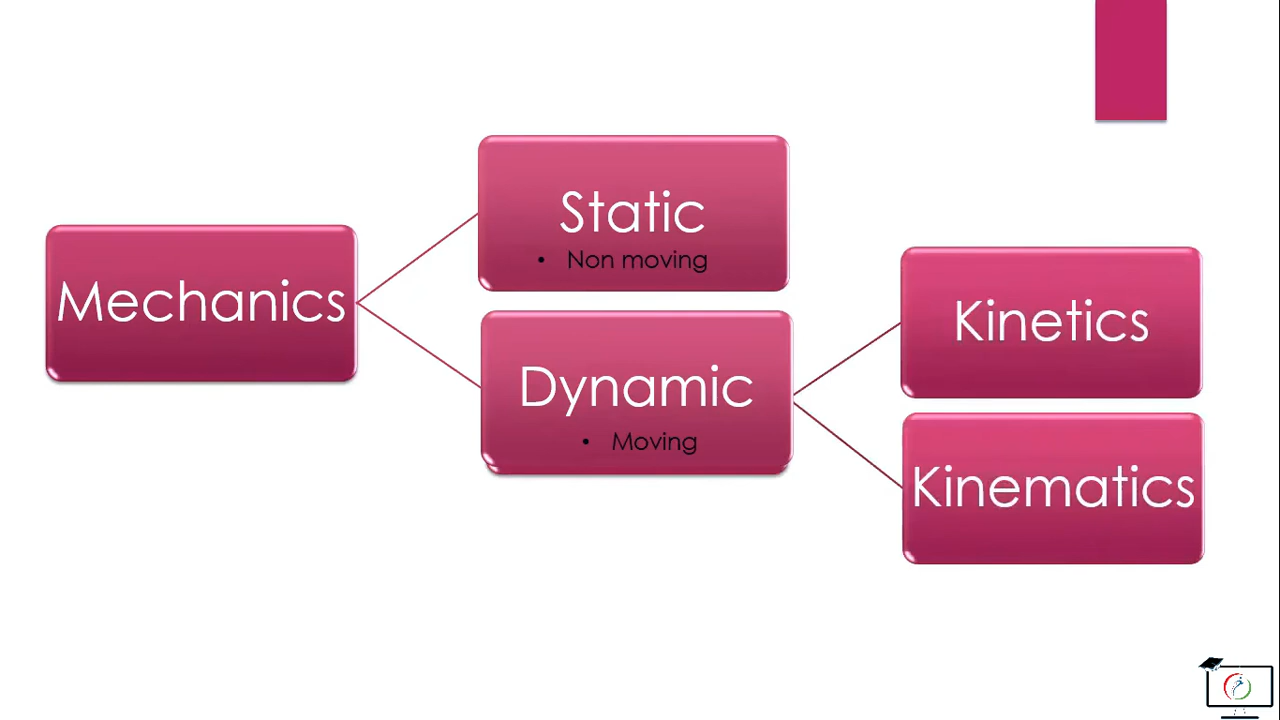 Mechanics
Static
• Non moving
Dynamic
• Moving
Kinetics
Kinematics